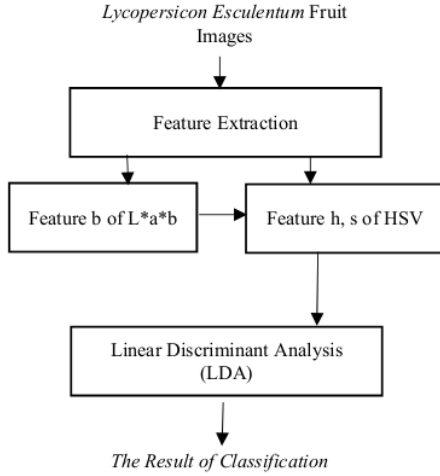 Lycopersicon Esculentum Fruit
Images
Feature Extraction
Feature b of L*a*b
Feature h, s of HSV
Linear Discriminant Analysis
(LDA)
The Result of Classification